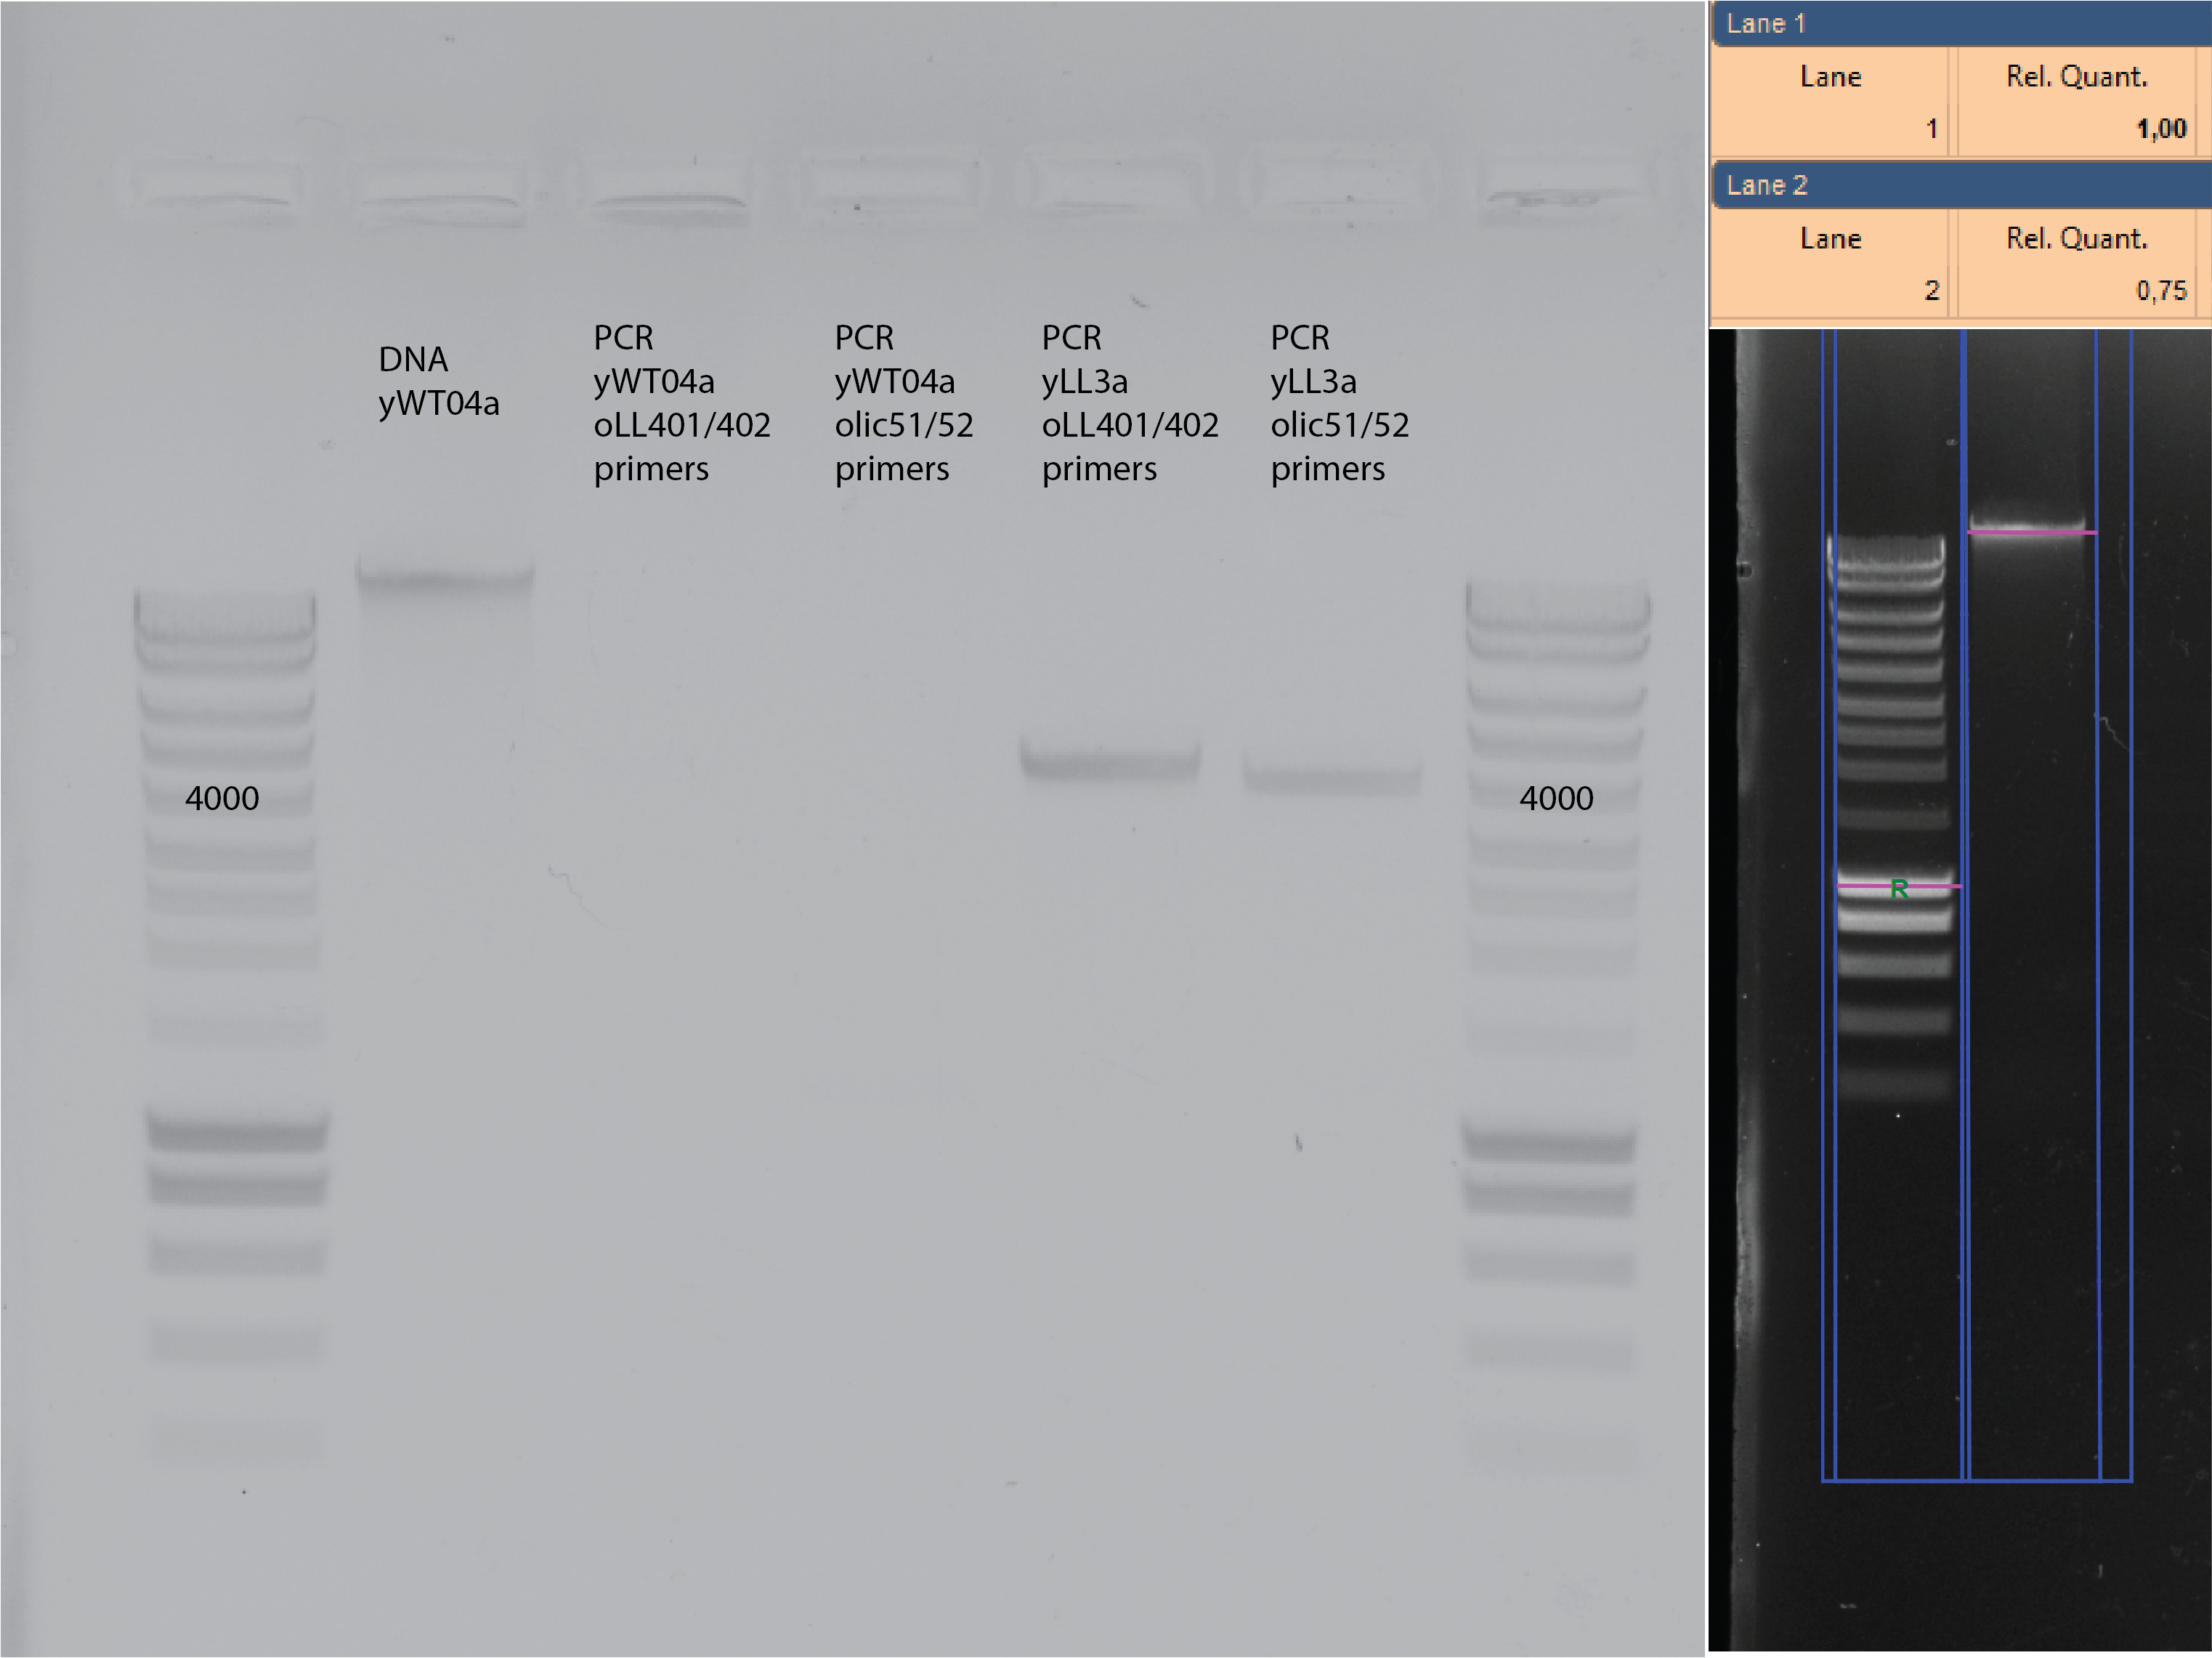 DNA
yWT04a
PCR
yWT04a
oLL401/402
primers
PCR
yWT04a
olic51/52
primers
PCR
yLL3a
oLL401/402
primers
PCR
yLL3a
olic51/52
primers
4000
4000
Lane 1
Lane Rel. Quant.
1 1,00
Lane 2
Lane Rel. Quant.
2 0,75
R